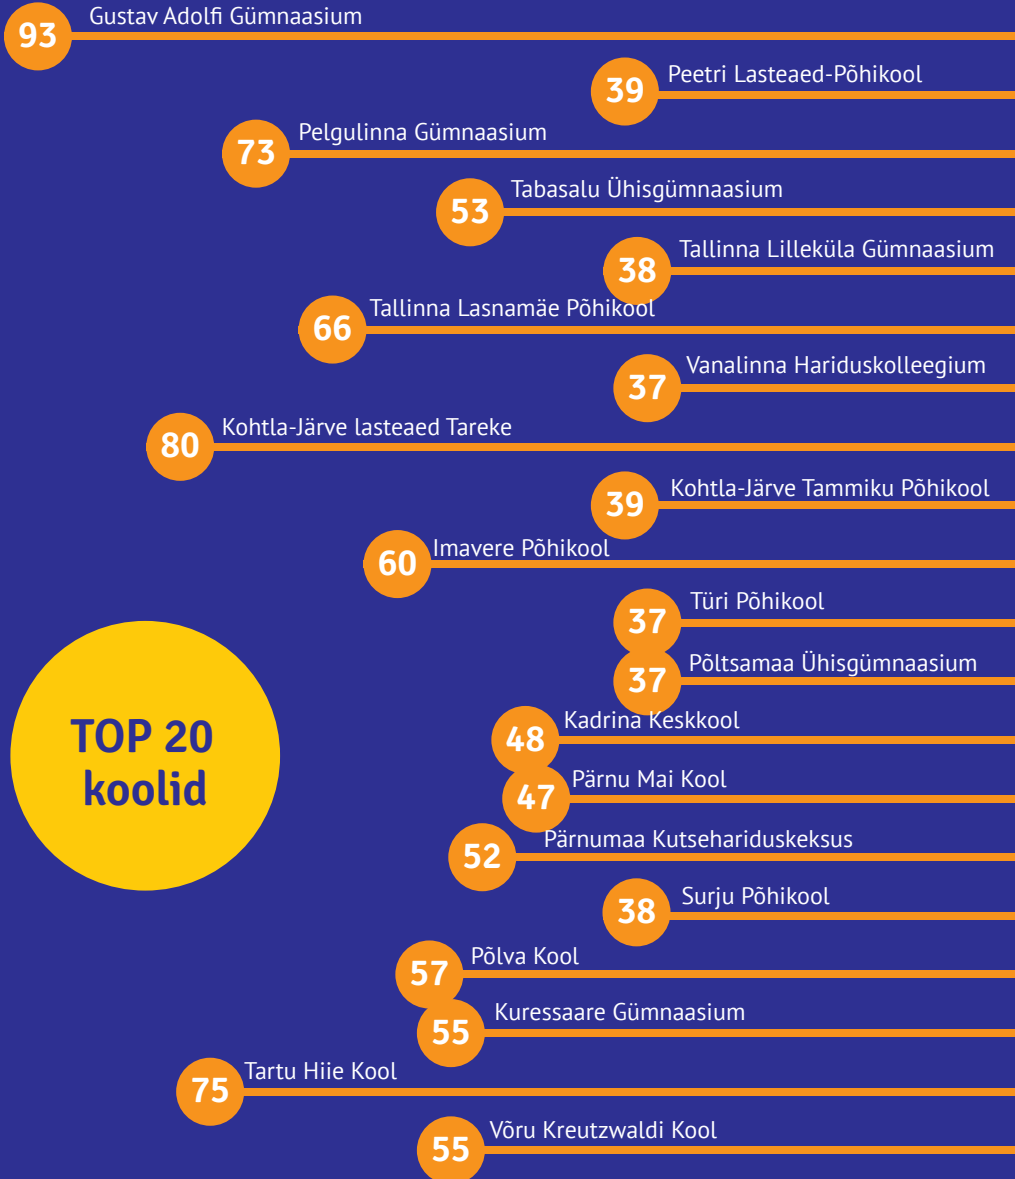 Gustav Adolfi Gümnaasium
93
Peetri Lasteaed-Põhikool
39
Pelgulinna Gümnaasium
73
Tabasalu Ühisgümnaasium
53
Tallinna Lilleküla Gümnaasium
38
Tallinna Lasnamäe Põhikool
66
Vanalinna Hariduskolleegium
37
Kohtla-Järve lasteaed Tareke
80
Kohtla-Järve Tammiku Põhikool
39
Imavere Põhikool
60
Türi Põhikool
37
Põltsamaa Ühisgümnaasium
37
Kadrina Keskkool
48
Pärnu Mai Kool
47
Pärnumaa Kutsehariduskeksus
52
Surju Põhikool
38
Põlva Kool
57
Kuressaare Gümnaasium
55
Tartu Hiie Kool
75
Võru Kreutzwaldi Kool
55
TOP 20
koolid